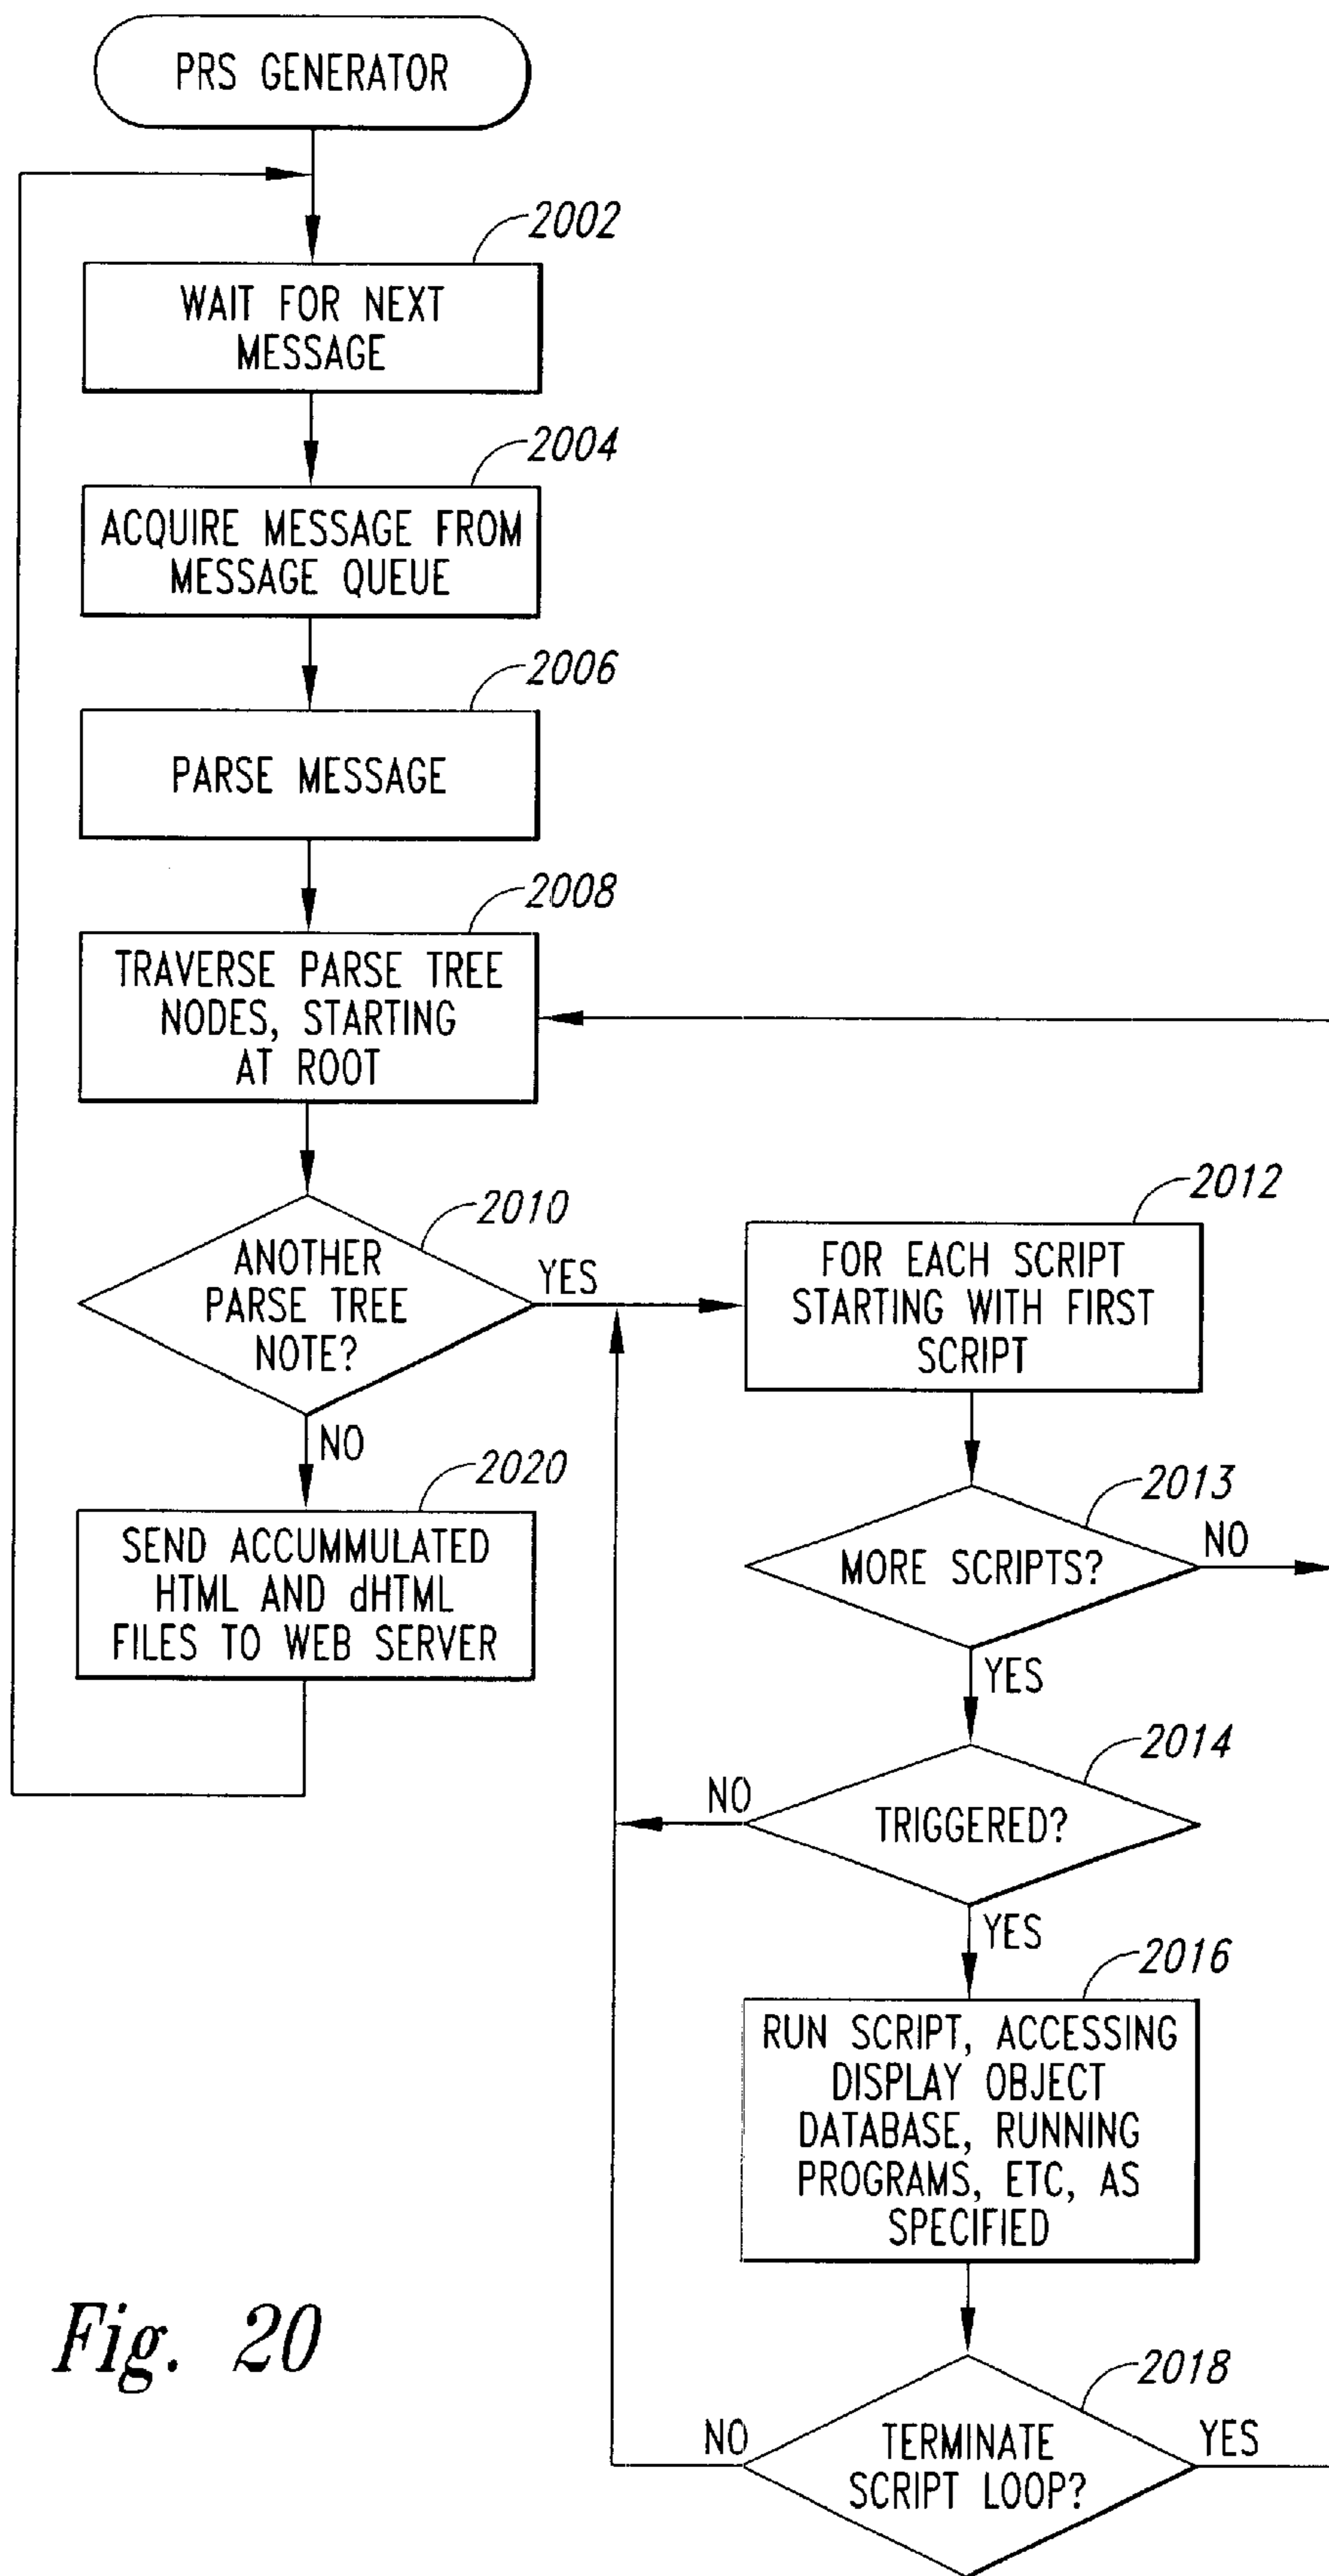 PRS GENERATOR
2002
WAIT FOR NEXT
MESSAGE
2004
ACQUIRE MESSAGE FROM
MESSAGE QUEUE
2006
PARSE MESSAGE
2008
TRAVERSE PARSE TREE
NODES, STARTING
AT ROOT
2010
ANOTHER
PARSE TREE
NOTE?
YES
NO
2012
FOR EACH SCRIPT
STARTING WITH FIRST
SCRIPT
2013
MORE SCRIPTS?
NO
YES
2020
SEND ACCUMMULATED
HTML AND dHTML
FILES TO WEB SERVER
2014
TRIGGERED?
NO
YES
2016
RUN SCRIPT, ACCESSING
DISPLAY OBJECT
DATABASE, RUNNING
PROGRAMS, ETC, AS
SPECIFIED
2018
TERMINATE
SCRIPT LOOP?
NO
YES
Fig. 20